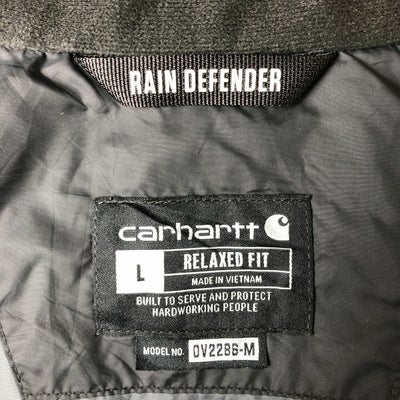 RAIN DEFENDER
carhartt
L RELAXED FIT
MADE IN VIETNAM
BUILT TO SERVE AND PROTECT
HARDWORKING PEOPLE
MODEL NO. OV2286-M